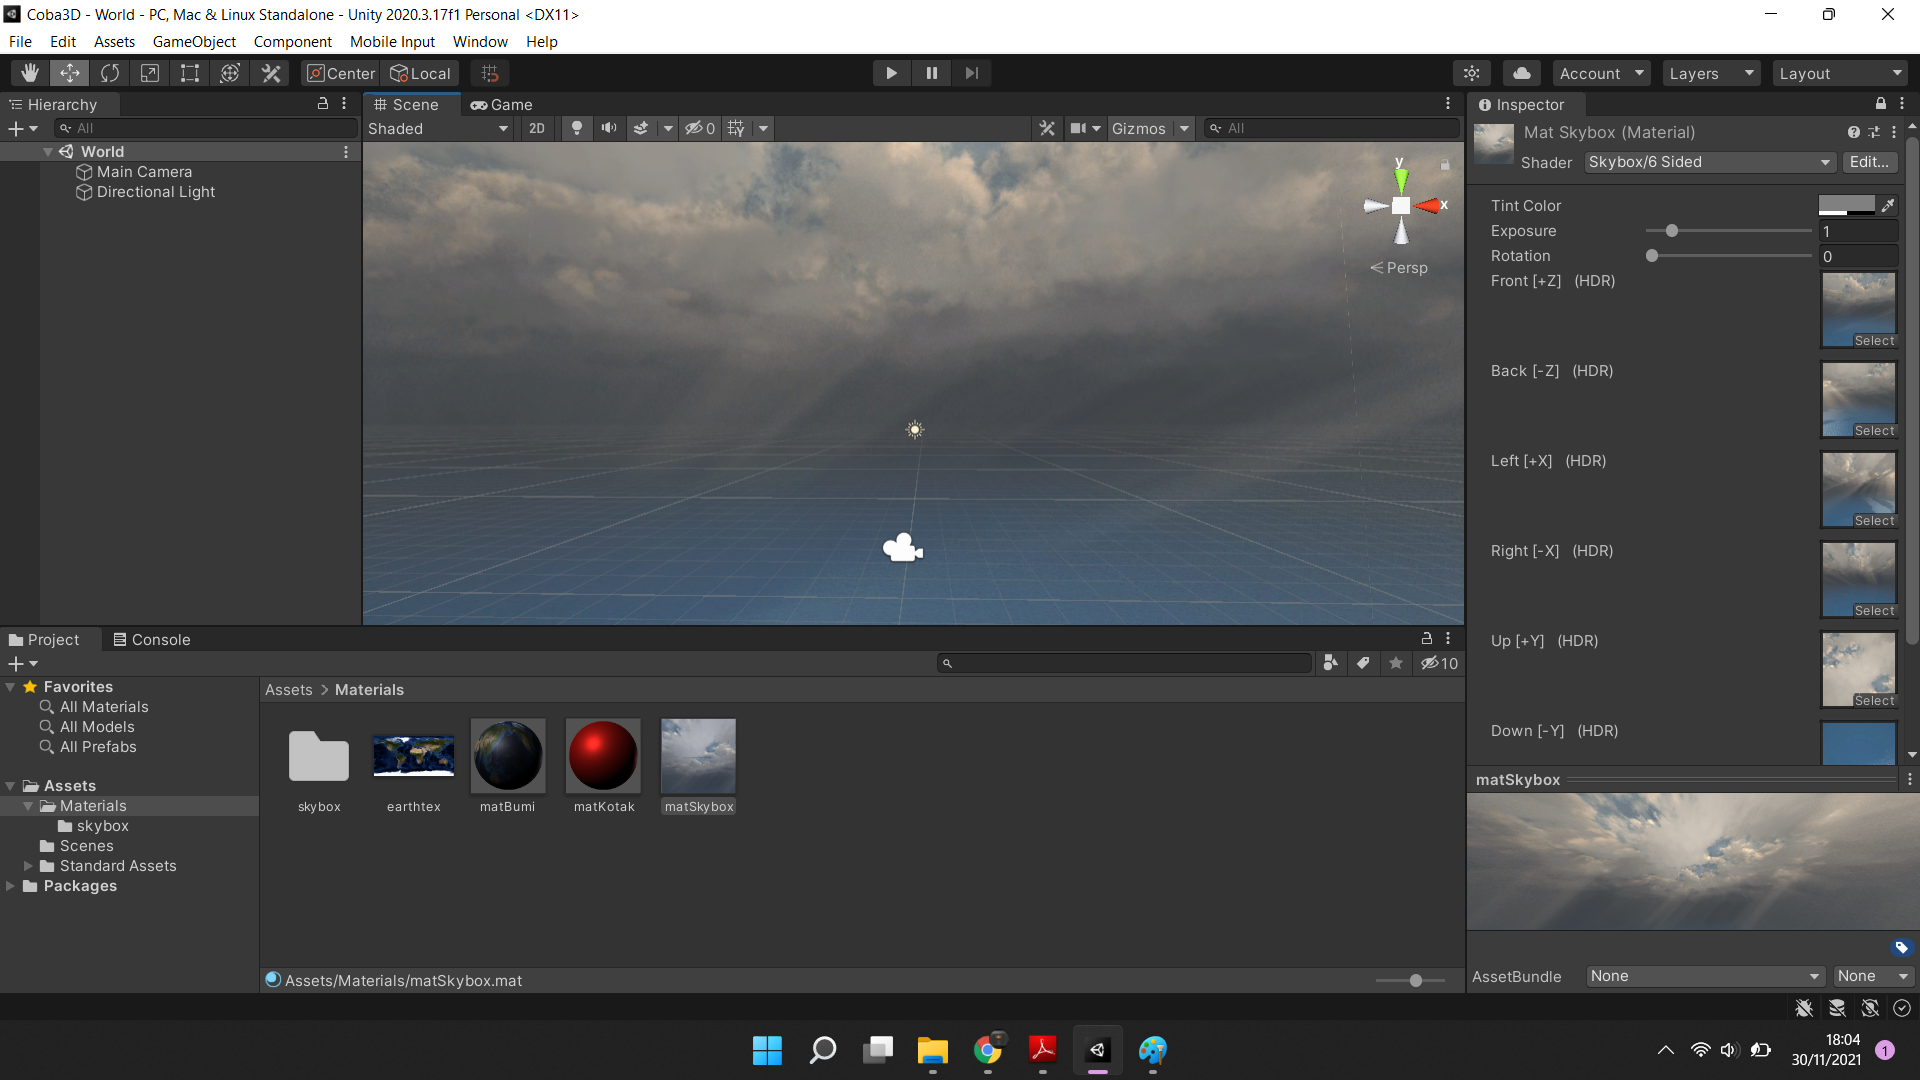 Coba3D - World - PC, Mac & Linux Standalone - Unity 2020.3.17f1 Personal <DX11>
File Edit Assets GameObject Component Mobile Input Window Help
Center Local Account Layers Layout
Hierarchy
All
World
Main Camera
Directional Light
Scene Game
Shaded 2D 0 Gizmos All
y
x
Persp
Inspector
Mat Skybox (Material)
Shader Skybox/6 Sided Edit...
Tint Color
Exposure 1
Rotation 0
Front [+Z] (HDR)
Select
Back [-Z] (HDR)
Select
Left [+X] (HDR)
Select
Right [-X] (HDR)
Select
Up [+Y] (HDR)
Select
Down [-Y] (HDR)
matSkybox
AssetBundle None None
Project Console
10
Favorites
All Materials
All Models
All Prefabs
Assets
Materials
skybox
Scenes
Standard Assets
Packages
Assets > Materials
skybox earthtex matBumi matKotak matSkybox
Assets/Materials/matSkybox.mat
18:04
30/11/2021
1